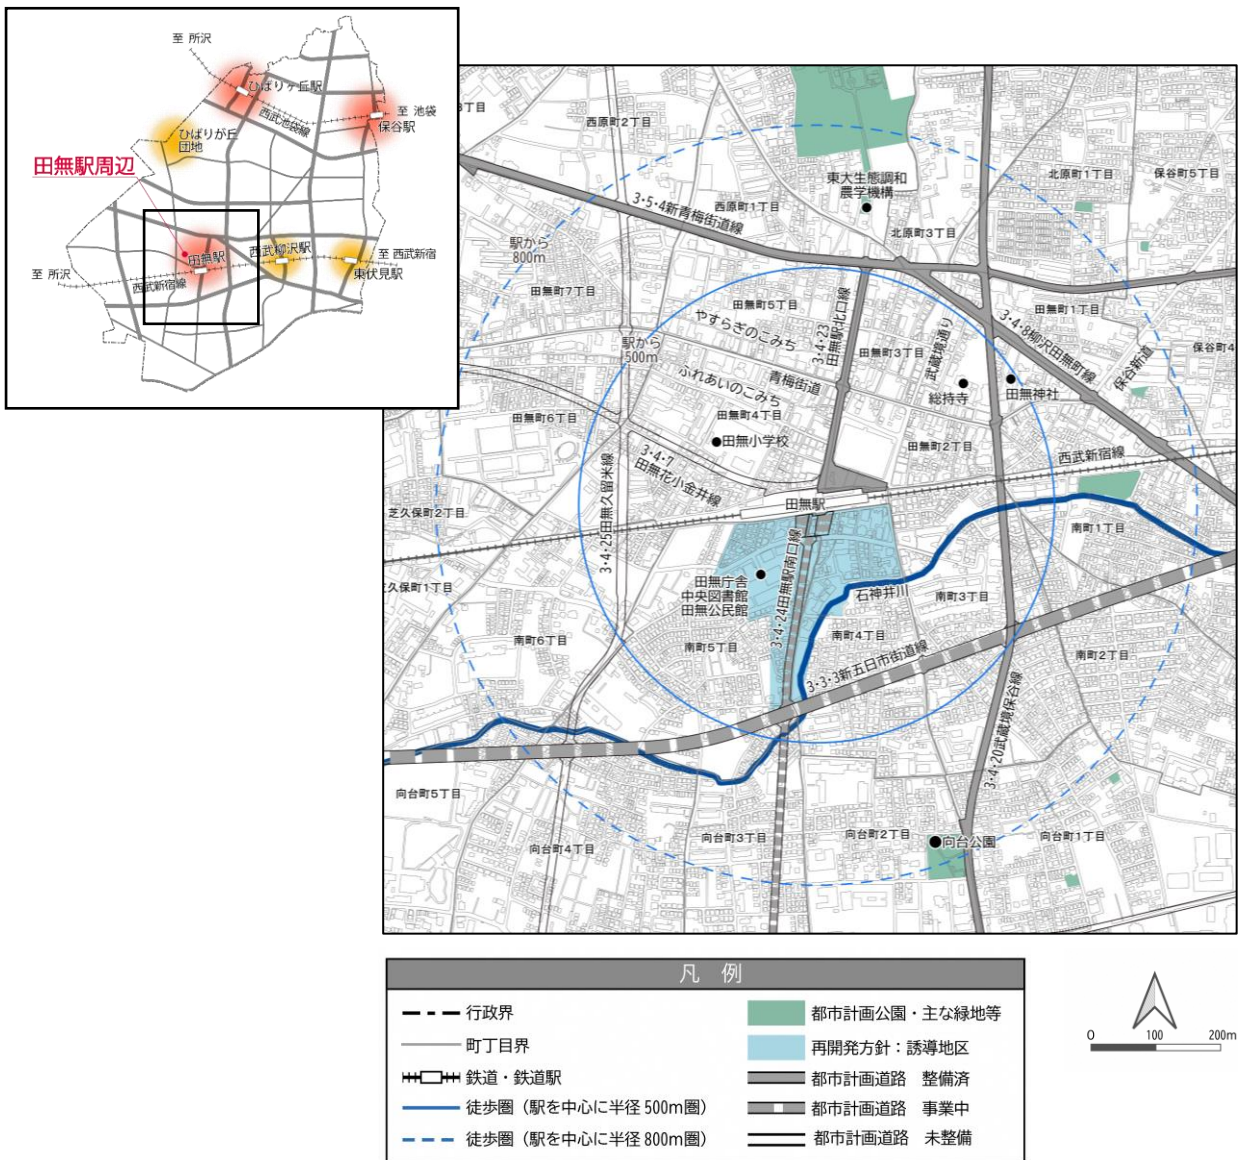 至 所沢
ひばりヶ丘駅
西武池袋線
至 池袋
保谷駅
ひばりが丘
団地
田無駅周辺
田無駅
西武柳沢駅
至 西武新宿
東伏見駅
至 所沢
西武新宿線
3丁目
西原町2丁目
東大生態調和
農学機構
北原町1丁目
保谷町5丁目
西原町1丁目
3・5・4新青梅街道線
北原町3丁目
駅から
800m
田無町7丁目
田無町5丁目
やすらぎのこみち
3・4・23
田無駅北口線
田無町3丁目
武蔵境通り
田無町1丁目
3・4・8柳沢田無町線
保谷新道
保谷町4
駅から
500m
ふれあいのこみち
青梅街道
総持寺
田無神社
田無町6丁目
田無町4丁目
田無小学校
田無町2丁目
西武新宿線
3・4・7
田無花小金井線
3・4・25田無久留米線
田無駅
芝久保町2丁目
南町1丁目
久保町1丁目
田無庁舎
中央図書館
田無公民館
3・4・24田無駅南口線
石神井川
南町3丁目
南町6丁目
南町5丁目
南町4丁目
南町2丁目
3・3・3新五日市街道線
3・4・20武蔵境保谷線
向台町5丁目
向台町4丁目
向台町3丁目
向台町2丁目
向台公園
向台町1丁目
凡 例
行政界
町丁目界
鉄道・鉄道駅
徒歩圏（駅を中心に半径500m圏）
徒歩圏（駅を中心に半径800m圏）
都市計画公園・主な緑地等
再開発方針：誘導地区
都市計画道路 整備済
都市計画道路 事業中
都市計画道路 未整備
0 100 200m